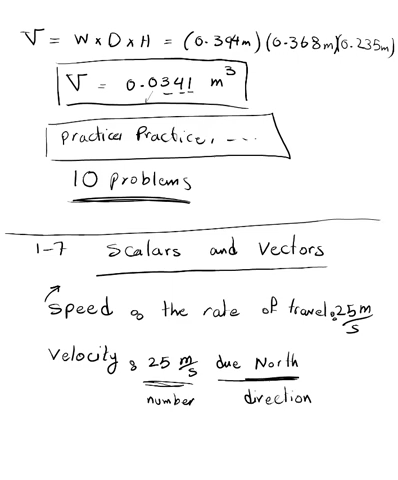 V = W x D x H = (0.394m) (0.368m)(0.235m)
V = 0.0341 m³
practice, Practice, ...
10 problems
1-7 Scalars and Vectors
Speed : the rate of travel : 25 m/s
Velocity : 25 m/s due North
number direction